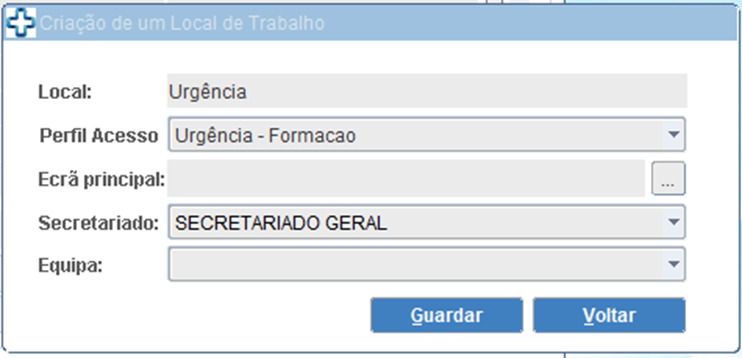 Criação de um Local de Trabalho
Local: Urgência
Perfil Acesso Urgência - Formacao
Ecrã principal: ...
Secretariado: SECRETARIADO GERAL
Equipa:
Guardar Voltar